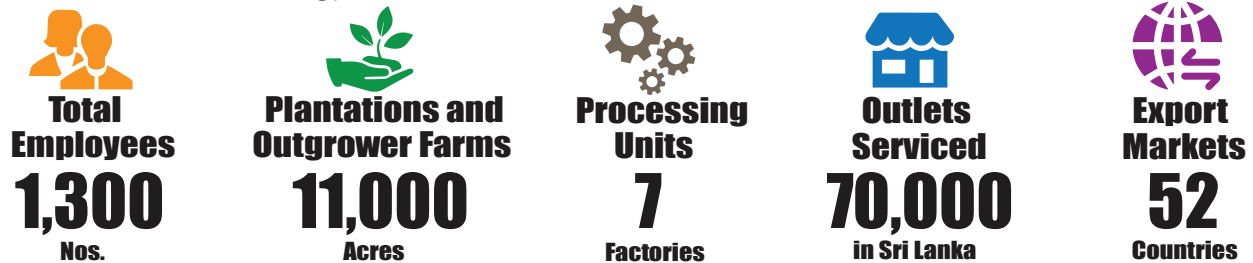 Total
Employees
1,300
Nos.
Plantations and
Outgrower Farms
11,000
Acres
Processing
Units
7
Factories
Outlets
Serviced
70,000
in Sri Lanka
Export
Markets
52
Countries